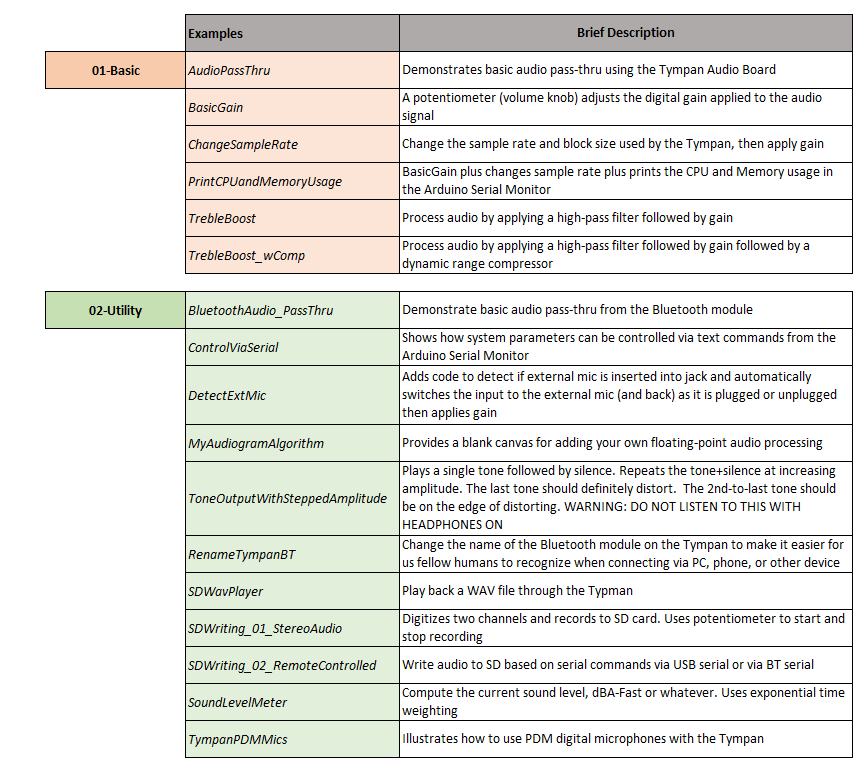 Examples Brief Description
01-Basic AudioPassThru Demonstrates basic audio pass-thru using the Tympan Audio Board
BasicGain A potentiometer (volume knob) adjusts the digital gain applied to the audio
signal
ChangeSampleRate Change the sample rate and block size used by the Tympan, then apply gain
PrintCPUandMemoryUsage BasicGain plus changes sample rate plus prints the CPU and Memory usage in
the Arduino Serial Monitor
TrebleBoost Process audio by applying a high-pass filter followed by gain
TrebleBoost_wComp Process audio by applying a high-pass filter followed by gain followed by a
dynamic range compressor
02-Utility BluetoothAudio_PassThru Demonstrate basic audio pass-thru from the Bluetooth module
ControlViaSerial Shows how system parameters can be controlled via text commands from the
Arduino Serial Monitor
DetectExtMic Adds code to detect if external mic is inserted into jack and automatically
switches the input to the external mic (and back) as it is plugged or unplugged
then applies gain
MyAudiogramAlgorithm Provides a blank canvas for adding your own floating-point audio processing
ToneOutputWithSteppedAmplitude Plays a single tone followed by silence. Repeats the tone+silence at increasing
amplitude. The last tone should definitely distort. The 2nd-to-last tone should
be on the edge of distorting. WARNING: DO NOT LISTEN TO THIS WITH
HEADPHONES ON
RenameTympanBT Change the name of the Bluetooth module on the Tympan to make it easier for
us fellow humans to recognize when connecting via PC, phone, or other device
SDWavPlayer Play back a WAV file through the Typman
SDWriting_01_StereoAudio Digitizes two channels and records to SD card. Uses potentiometer to start and
stop recording
SDWriting_02_RemoteControlled Write audio to SD based on serial commands via USB serial or via BT serial
SoundLevelMeter Compute the current sound level, dBA-Fast or whatever. Uses exponential time
weighting
TympanPDMMics Illustrates how to use PDM digital microphones with the Tympan